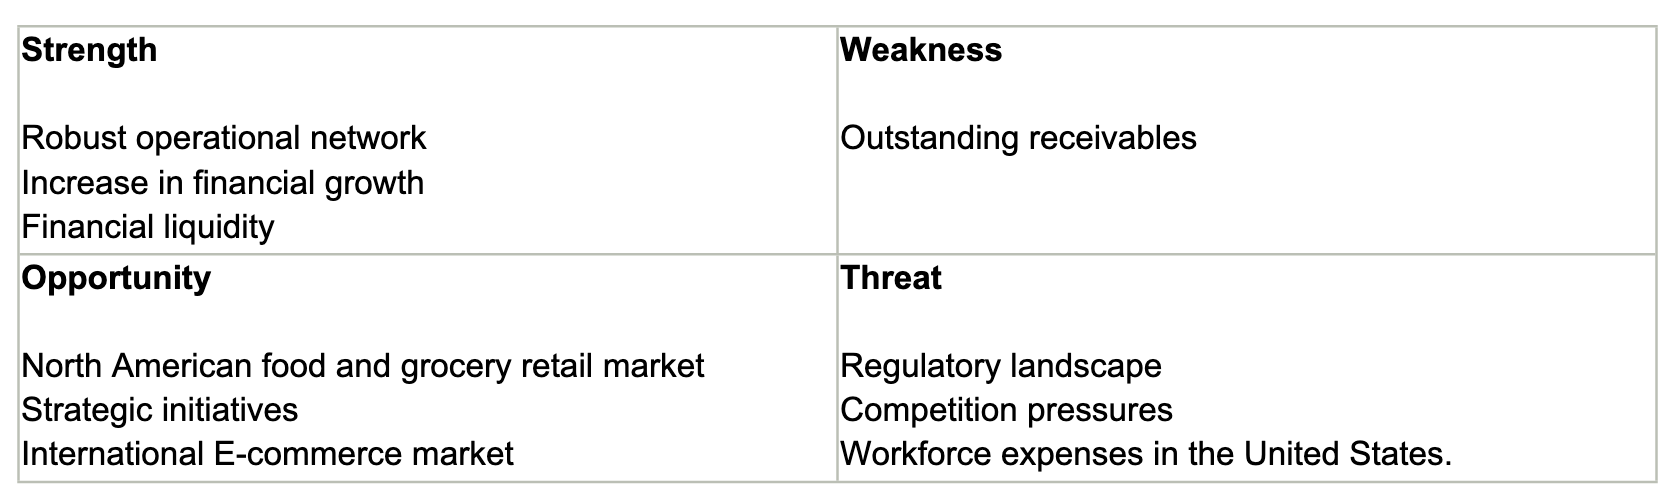 Strength
Robust operational network
Increase in financial growth
Financial liquidity
Weakness
Outstanding receivables
Opportunity
North American food and grocery retail market
Strategic initiatives
International E-commerce market
Threat
Regulatory landscape
Competition pressures
Workforce expenses in the United States.